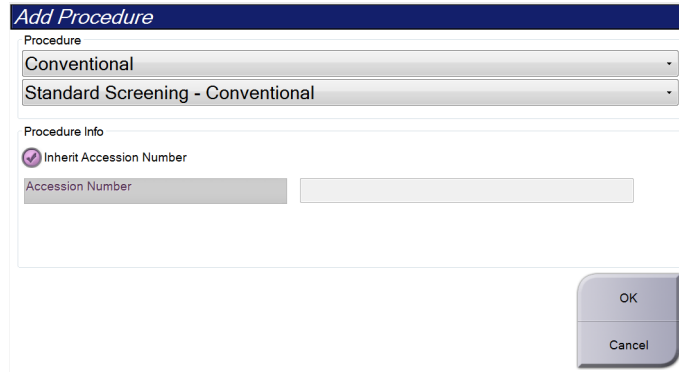 Add Procedure
Procedure
Conventional
Standard Screening - Conventional
Procedure Info
Inherit Accession Number
Accession Number
OK
Cancel